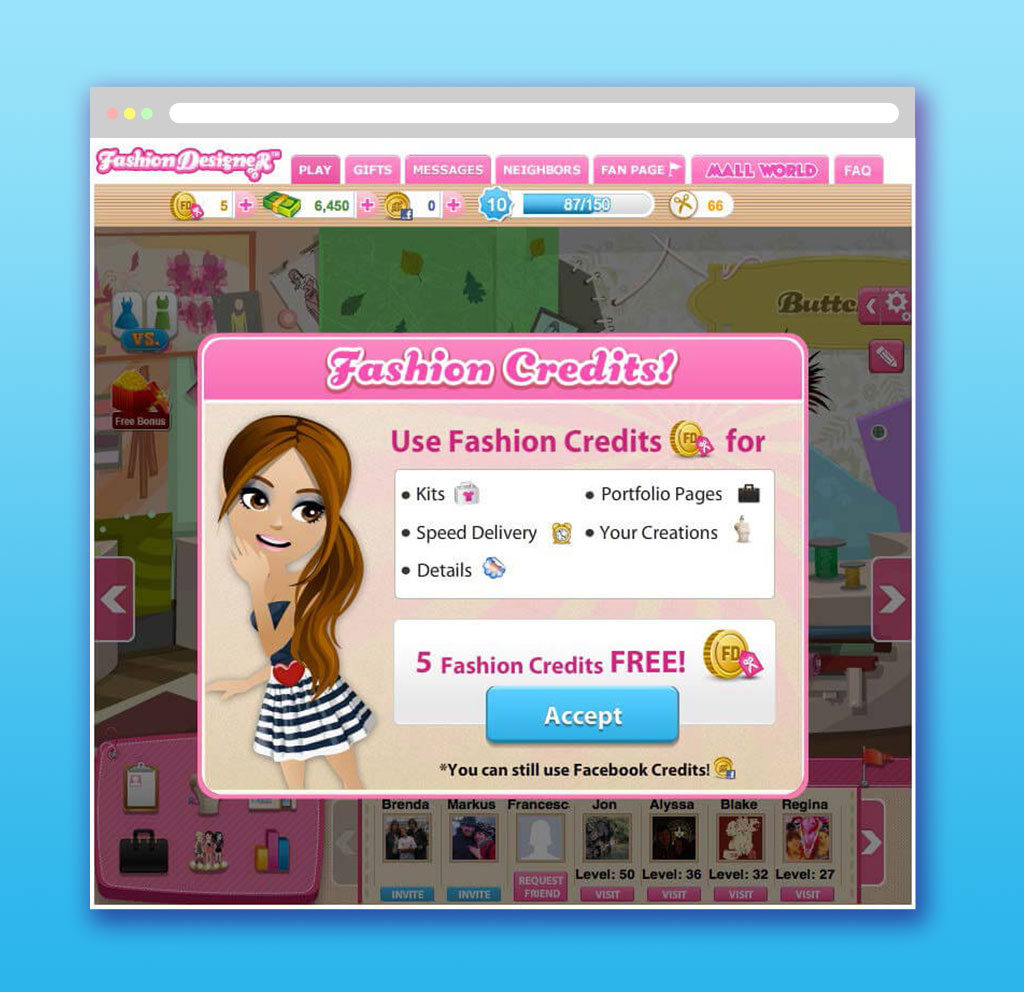 Fashion Designer™
PLAY
GIFTS
MESSAGES
NEIGHBORS
FAN PAGE
MALL WORLD
FAQ
FD 5 + 6,450 + f 0 + 10 87/150 66
VS.
Free Bonus
Butto
Fashion Credits!
Use Fashion Credits FD for
• Kits
• Portfolio Pages
• Speed Delivery
• Your Creations
• Details
5 Fashion Credits FREE!
FD
Accept
*You can still use Facebook Credits! f
Brenda Markus Francesc Jon Alyssa Blake Regina
Level: 50 Level: 36 Level: 32 Level: 27
INVITE INVITE REQUEST FRIEND VISIT VISIT VISIT VISIT